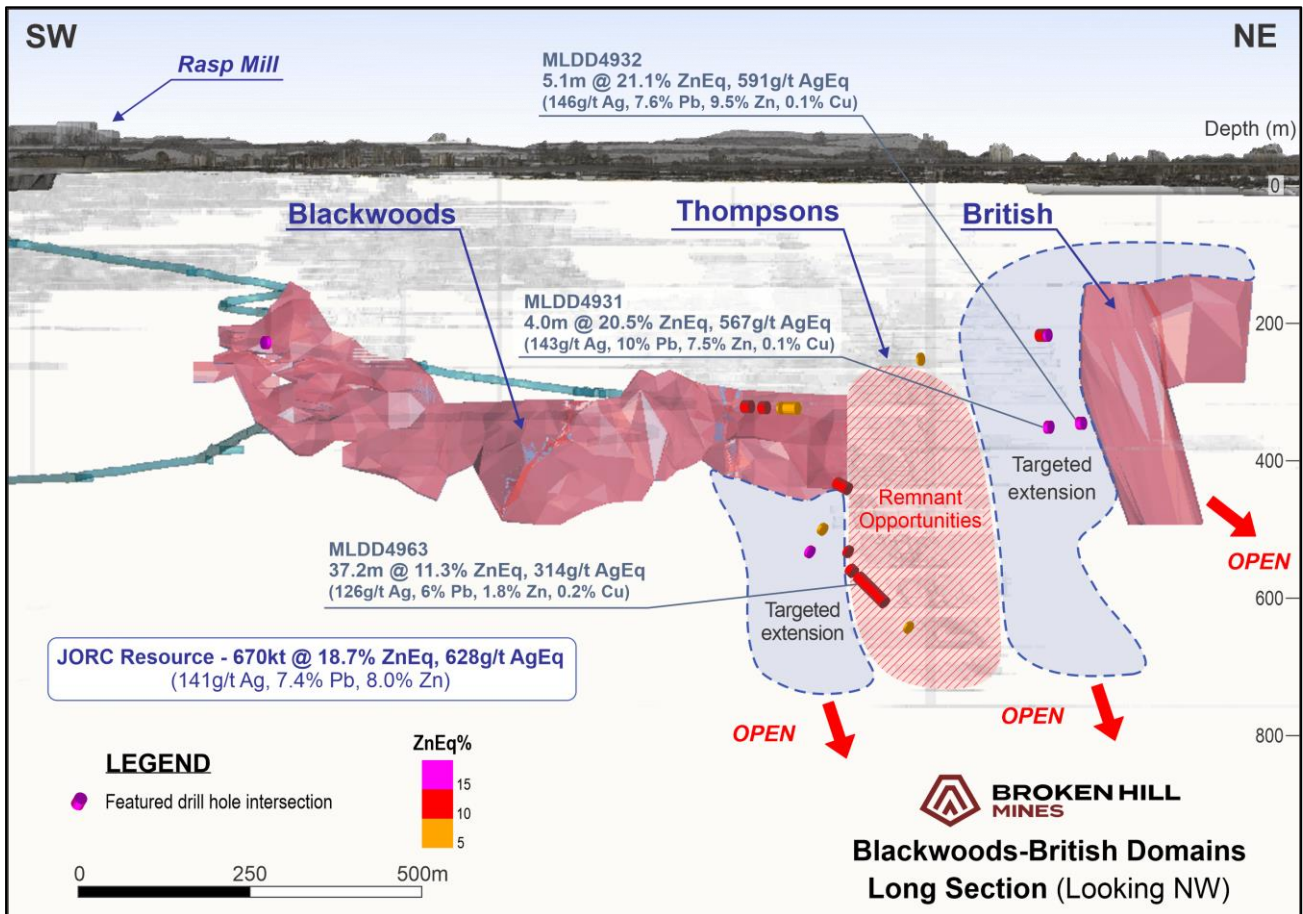 SW
NE
Rasp Mill
MLDD4932
5.1m @ 21.1% ZnEq, 591g/t AgEq
(146g/t Ag, 7.6% Pb, 9.5% Zn, 0.1% Cu)
Depth (m)
0
Blackwoods
Thompsons
British
MLDD4931
4.0m @ 20.5% ZnEq, 567g/t AgEq
(143g/t Ag, 10% Pb, 7.5% Zn, 0.1% Cu)
200
400
Targeted
extension
Remnant
Opportunities
OPEN
MLDD4963
37.2m @ 11.3% ZnEq, 314g/t AgEq
(126g/t Ag, 6% Pb, 1.8% Zn, 0.2% Cu)
600
Targeted
extension
JORC Resource - 670kt @ 18.7% ZnEq, 628g/t AgEq
(141g/t Ag, 7.4% Pb, 8.0% Zn)
OPEN
OPEN
800
LEGEND
Featured drill hole intersection
ZnEq%
15
10
5
0
250
500m
BROKEN HILL
MINES
Blackwoods-British Domains
Long Section (Looking NW)